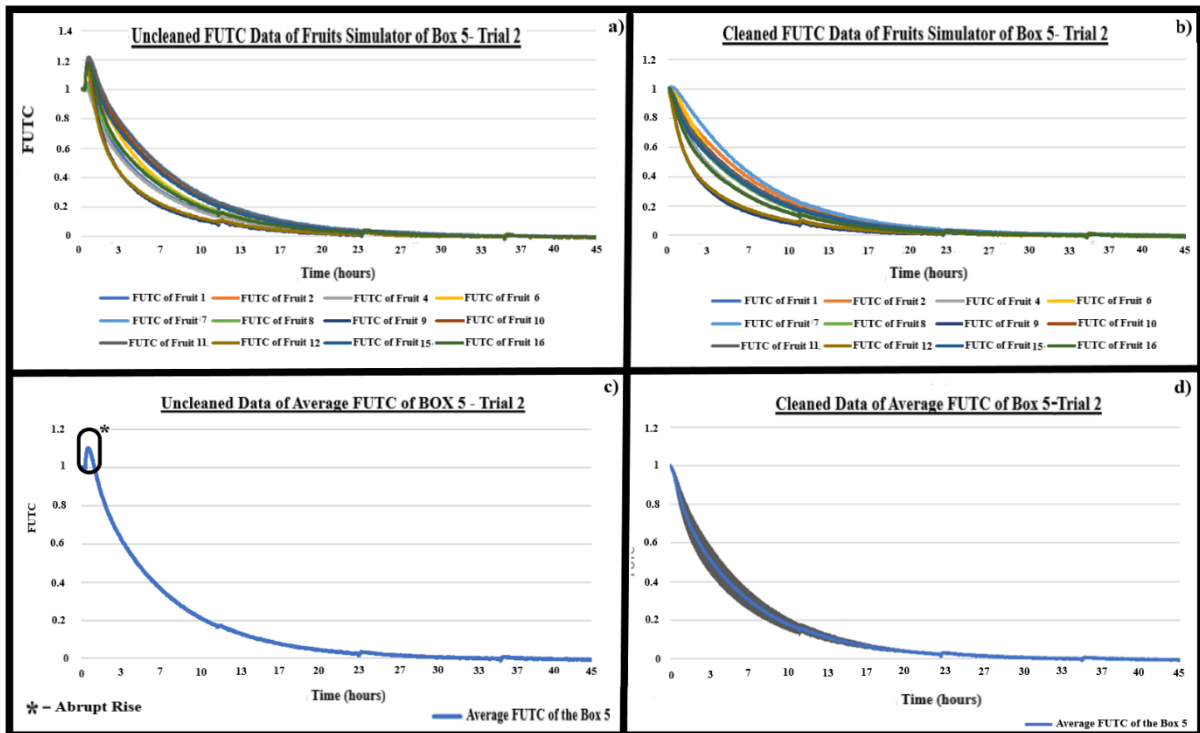 Uncleaned FUTC Data of Fruits Simulator of Box 5- Trial 2
a)
1.4
1.2
1
0.8
0.6
0.4
0.2
0
FUTC
0 3 7 10 13 17 20 23 27 30 33 37 40 45
Time (hours)
FUTC of Fruit 1 FUTC of Fruit 2 FUTC of Fruit 4 FUTC of Fruit 6
FUTC of Fruit 7 FUTC of Fruit 8 FUTC of Fruit 9 FUTC of Fruit 10
FUTC of Fruit 11 FUTC of Fruit 12 FUTC of Fruit 15 FUTC of Fruit 16
Cleaned FUTC Data of Fruits Simulator of Box 5- Trial 2
b)
1.2
1
0.8
0.6
0.4
0.2
0
0 3 7 10 13 17 20 23 27 30 33 37 40 45
Time (hours)
FUTC of Fruit 1 FUTC of Fruit 2 FUTC of Fruit 4 FUTC of Fruit 6
FUTC of Fruit 7 FUTC of Fruit 8 FUTC of Fruit 9 FUTC of Fruit 10
FUTC of Fruit 11 FUTC of Fruit 12 FUTC of Fruit 15 FUTC of Fruit 16
c)
Uncleaned Data of Average FUTC of BOX 5 - Trial 2
1.2
1
0.8
0.6
0.4
0.2
0
FUTC
*
0 3 7 10 13 17 20 23 27 30 33 37 40 45
Time (hours)
* – Abrupt Rise
Average FUTC of the Box 5
d)
Cleaned Data of Average FUTC of Box 5-Trial 2
1.2
1
0.8
0.6
0.4
0.2
0
0 3 7 10 13 17 20 23 27 30 33 37 40 45
Time (hours)
Average FUTC of the Box 5